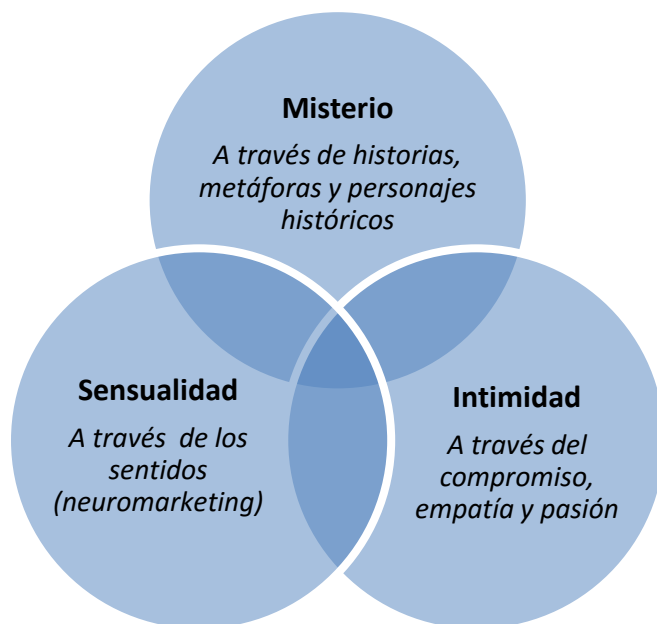 Misterio
A través de historias,
metáforas y personajes
históricos
Sensualidad
A través  de los
sentidos
(neuromarketing)
Intimidad
A través del
compromiso,
empatía y pasión